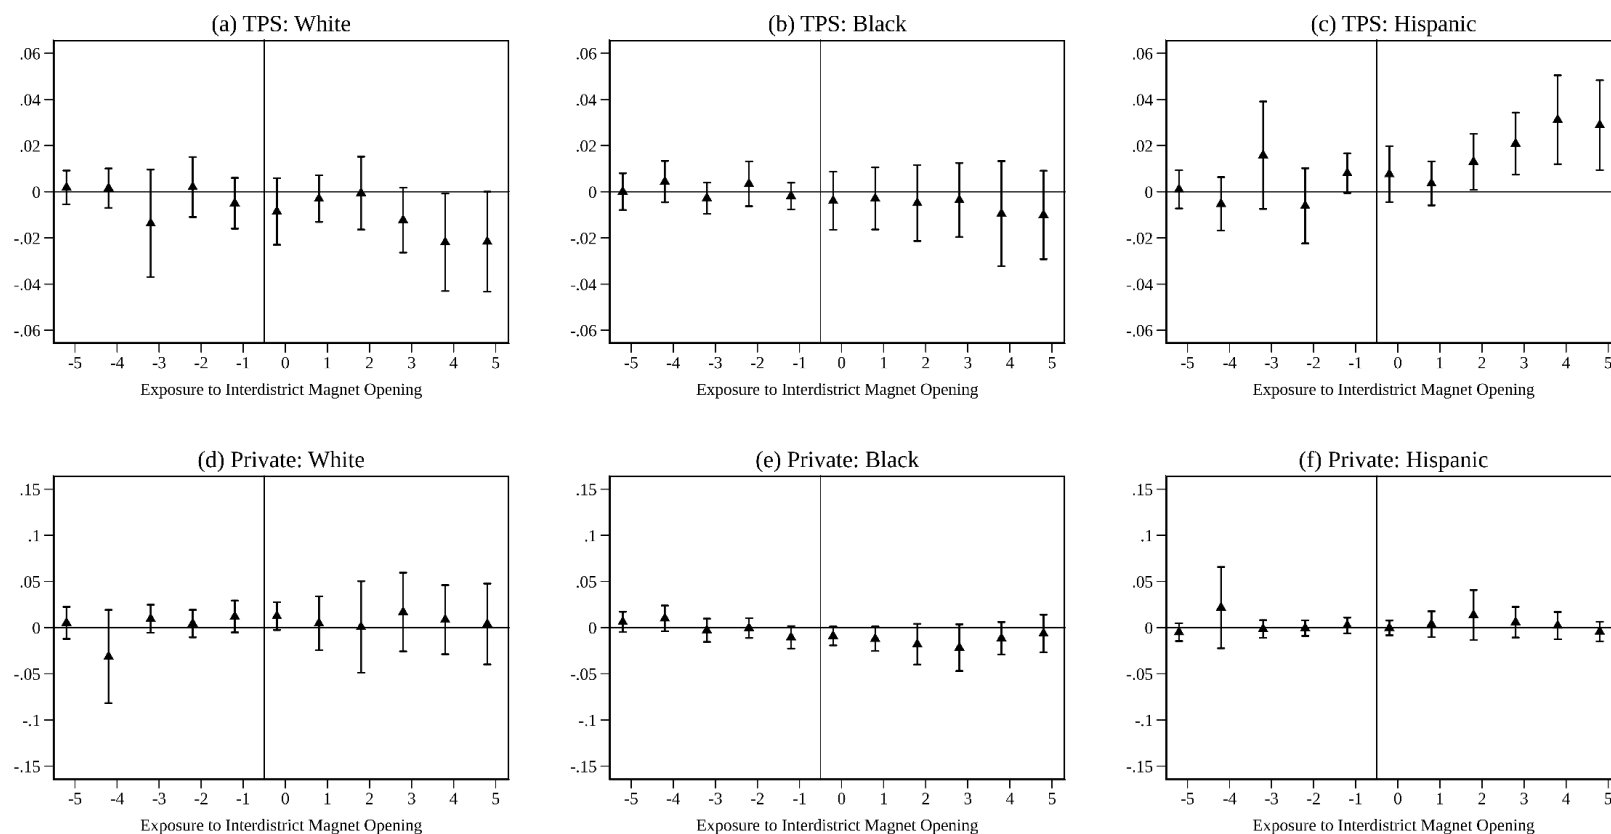 (a) TPS: White
.06
.04
.02
0
-.02
-.04
-.06
-5 -4 -3 -2 -1 0 1 2 3 4 5
Exposure to Interdistrict Magnet Opening
(b) TPS: Black
.06
.04
.02
0
-.02
-.04
-.06
-5 -4 -3 -2 -1 0 1 2 3 4 5
Exposure to Interdistrict Magnet Opening
(c) TPS: Hispanic
.06
.04
.02
0
-.02
-.04
-.06
-5 -4 -3 -2 -1 0 1 2 3 4 5
Exposure to Interdistrict Magnet Opening
(d) Private: White
.15
.1
.05
0
-.05
-.1
-.15
-5 -4 -3 -2 -1 0 1 2 3 4 5
Exposure to Interdistrict Magnet Opening
(e) Private: Black
.15
.1
.05
0
-.05
-.1
-.15
-5 -4 -3 -2 -1 0 1 2 3 4 5
Exposure to Interdistrict Magnet Opening
(f) Private: Hispanic
.15
.1
.05
0
-.05
-.1
-.15
-5 -4 -3 -2 -1 0 1 2 3 4 5
Exposure to Interdistrict Magnet Opening